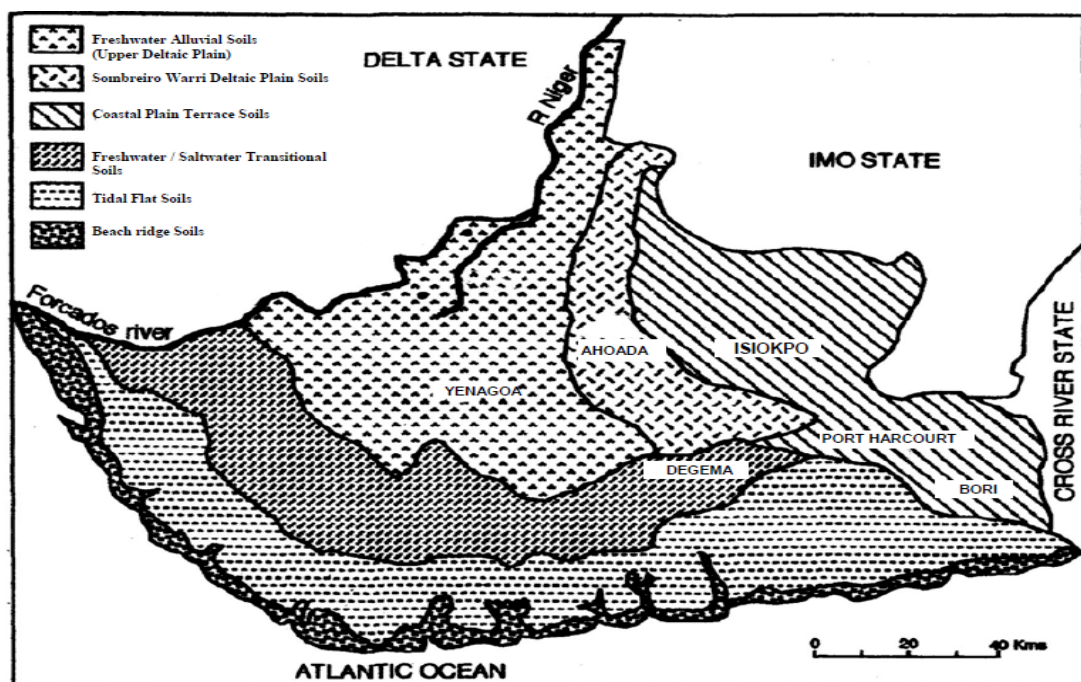 Freshwater Alluvial Soils
(Upper Deltaic Plain)
Sombreiro Warri Deltaic Plain Soils
Coastal Plain Terrace Soils
Freshwater / Saltwater Transitional
Soils
Tidal Flat Soils
Beach ridge Soils
DELTA STATE
R Niger
IMO STATE
Forcados river
AHOADA
ISIOKPO
YENAGOA
PORT HARCOURT
DEGEMA
BORI
CROSS RIVER STATE
ATLANTIC OCEAN
0 20 40 Kms